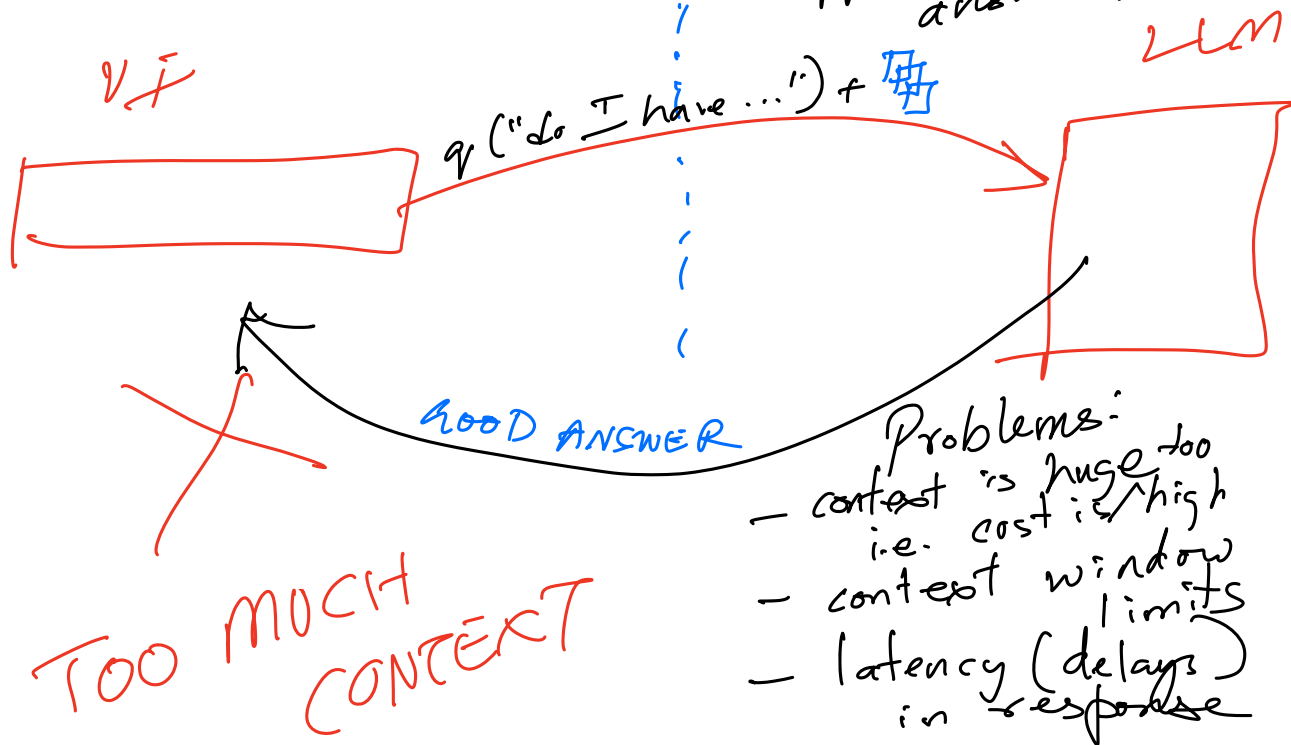 LLM
UI
q ("do I have ...") +
GOOD ANSWER
Problems:
- context is huge
i.e. cost is too high
- context window
limits
- latency (delays)
in response
TOO MUCH
CONTEXT